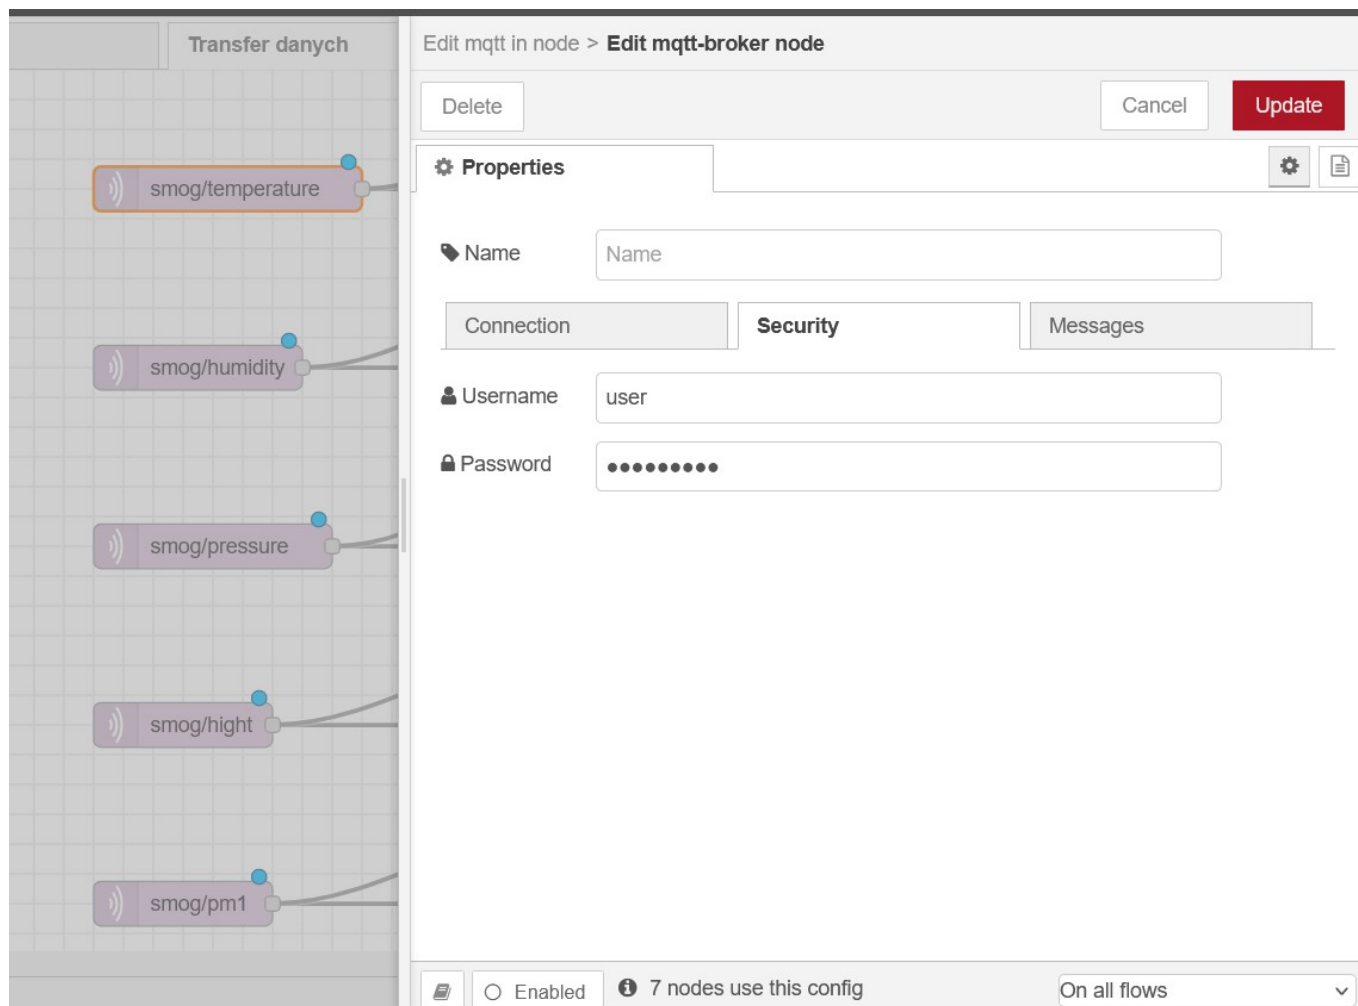 Transfer danych
Edit mqtt in node > Edit mqtt-broker node
Delete
Cancel
Update
Properties
Name
Name
Connection
Security
Messages
Username
user
Password
•••••••••
smog/temperature
smog/humidity
smog/pressure
smog/hight
smog/pm1
Enabled
7 nodes use this config
On all flows